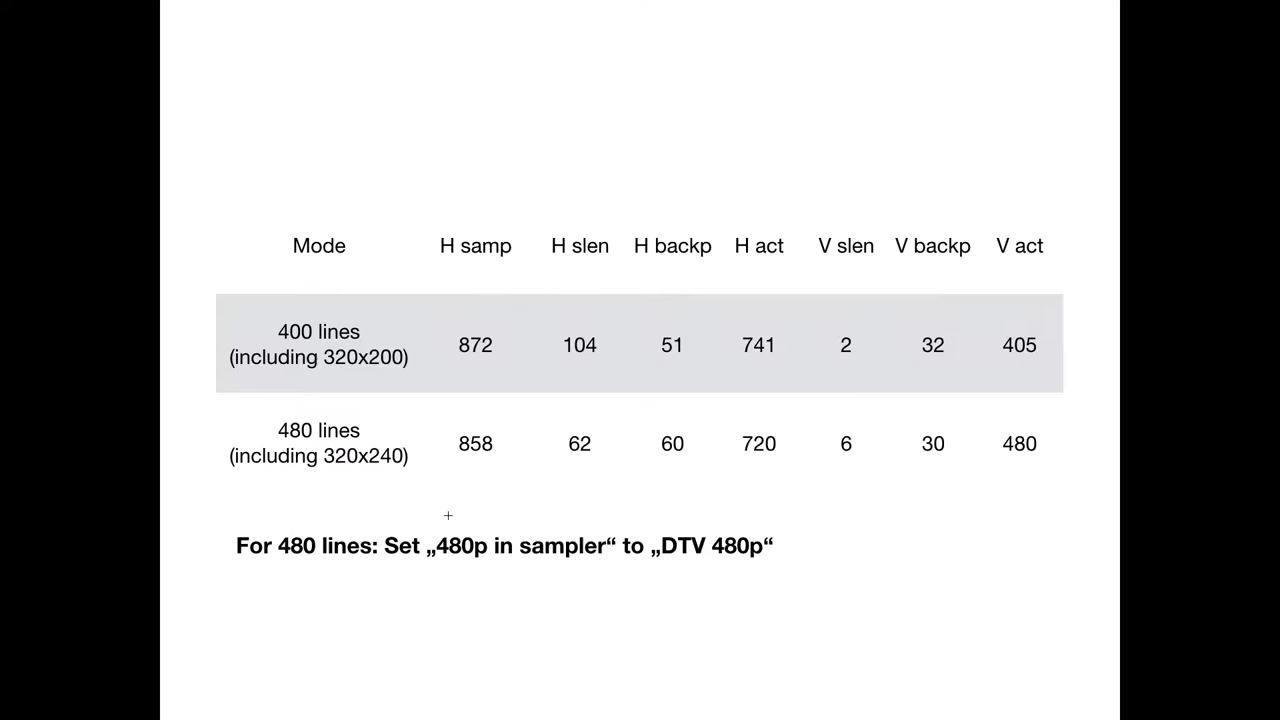 Mode H samp H slen H backp H act V slen V backp V act
400 lines
(including 320x200) 872 104 51 741 2 32 405
480 lines
(including 320x240) 858 62 60 720 6 30 480
For 480 lines: Set „480p in sampler“ to „DTV 480p“